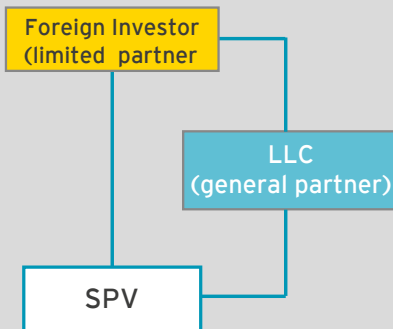 Foreign Investor
(limited partner
LLC
(general partner)
SPV